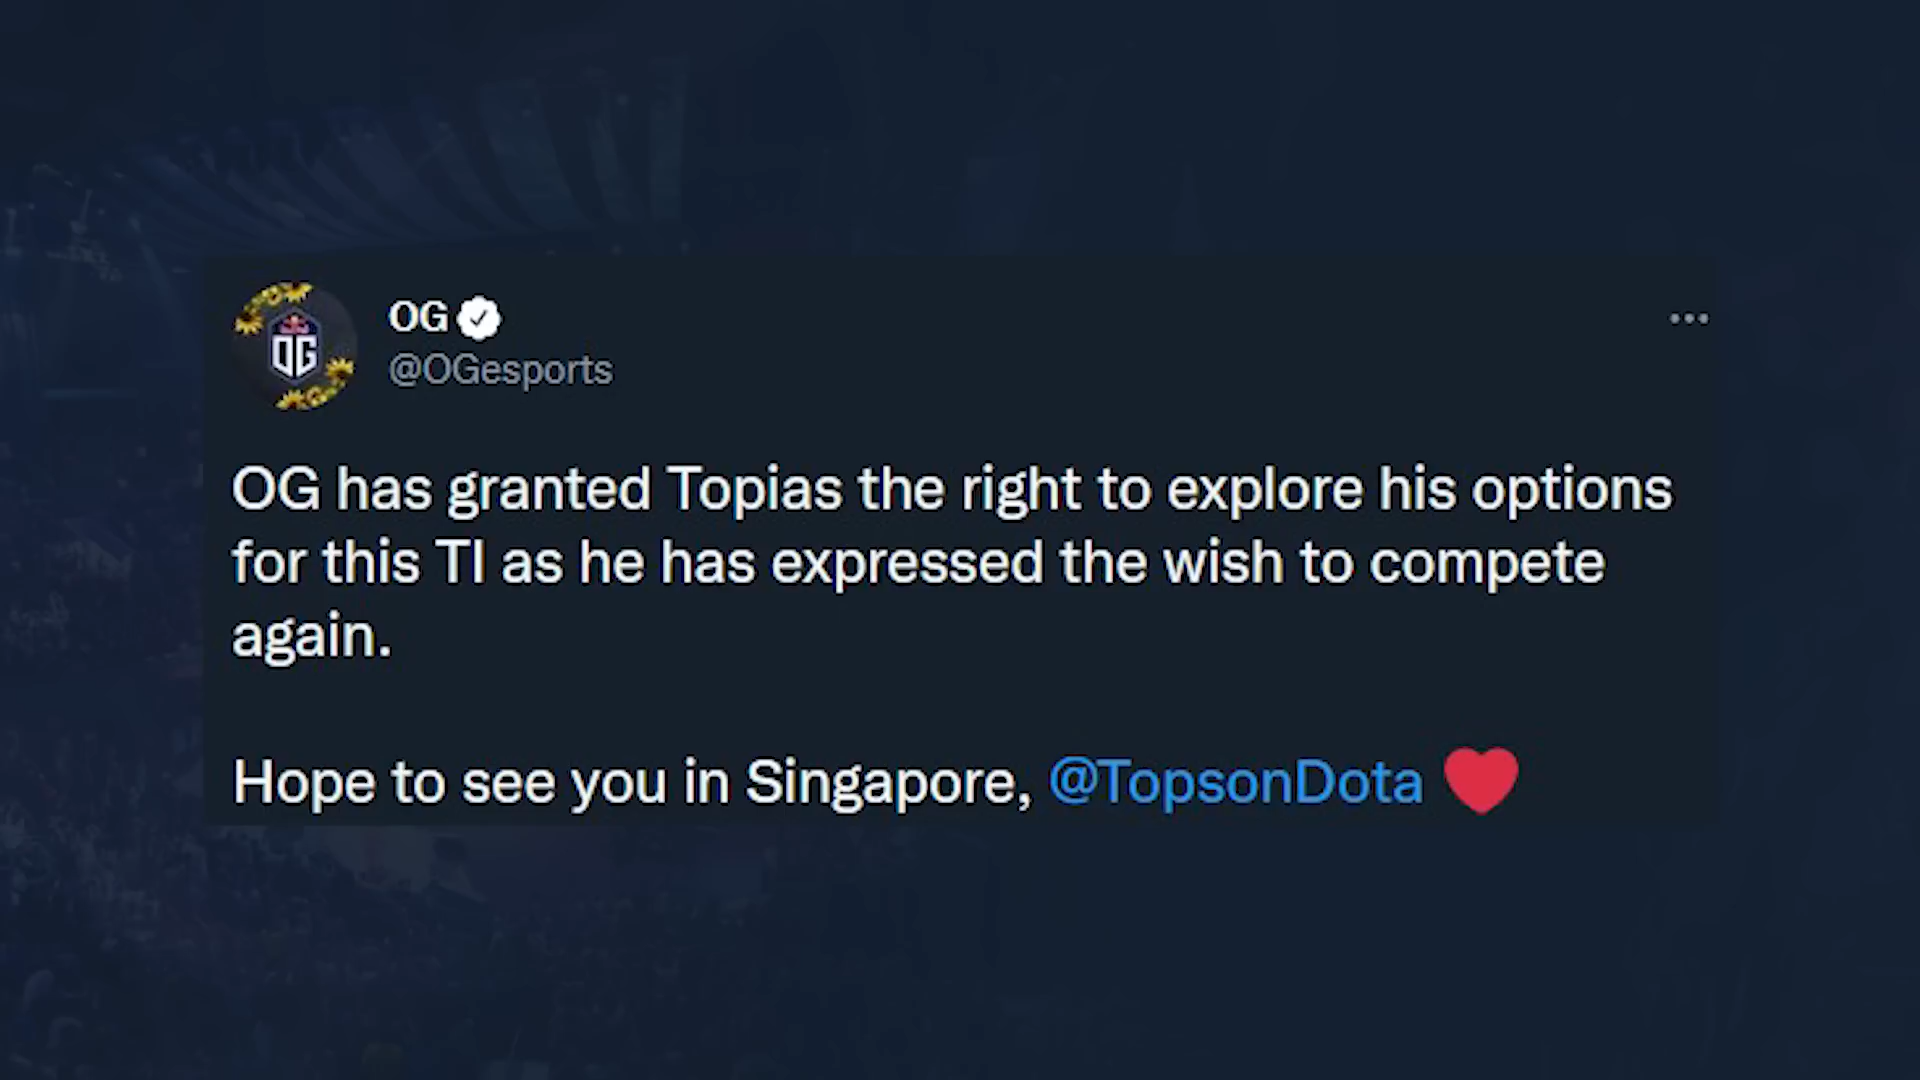 OG
@OGesports
OG
OG has granted Topias the right to explore his options
for this TI as he has expressed the wish to compete
again.
Hope to see you in Singapore, @TopsonDota